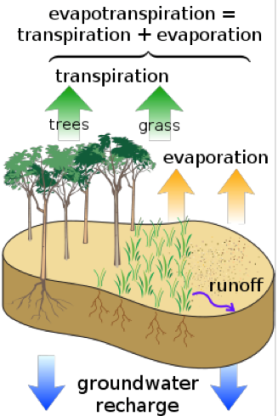 evapotranspiration =
transpiration + evaporation
transpiration
trees grass
evaporation
runoff
groundwater
recharge